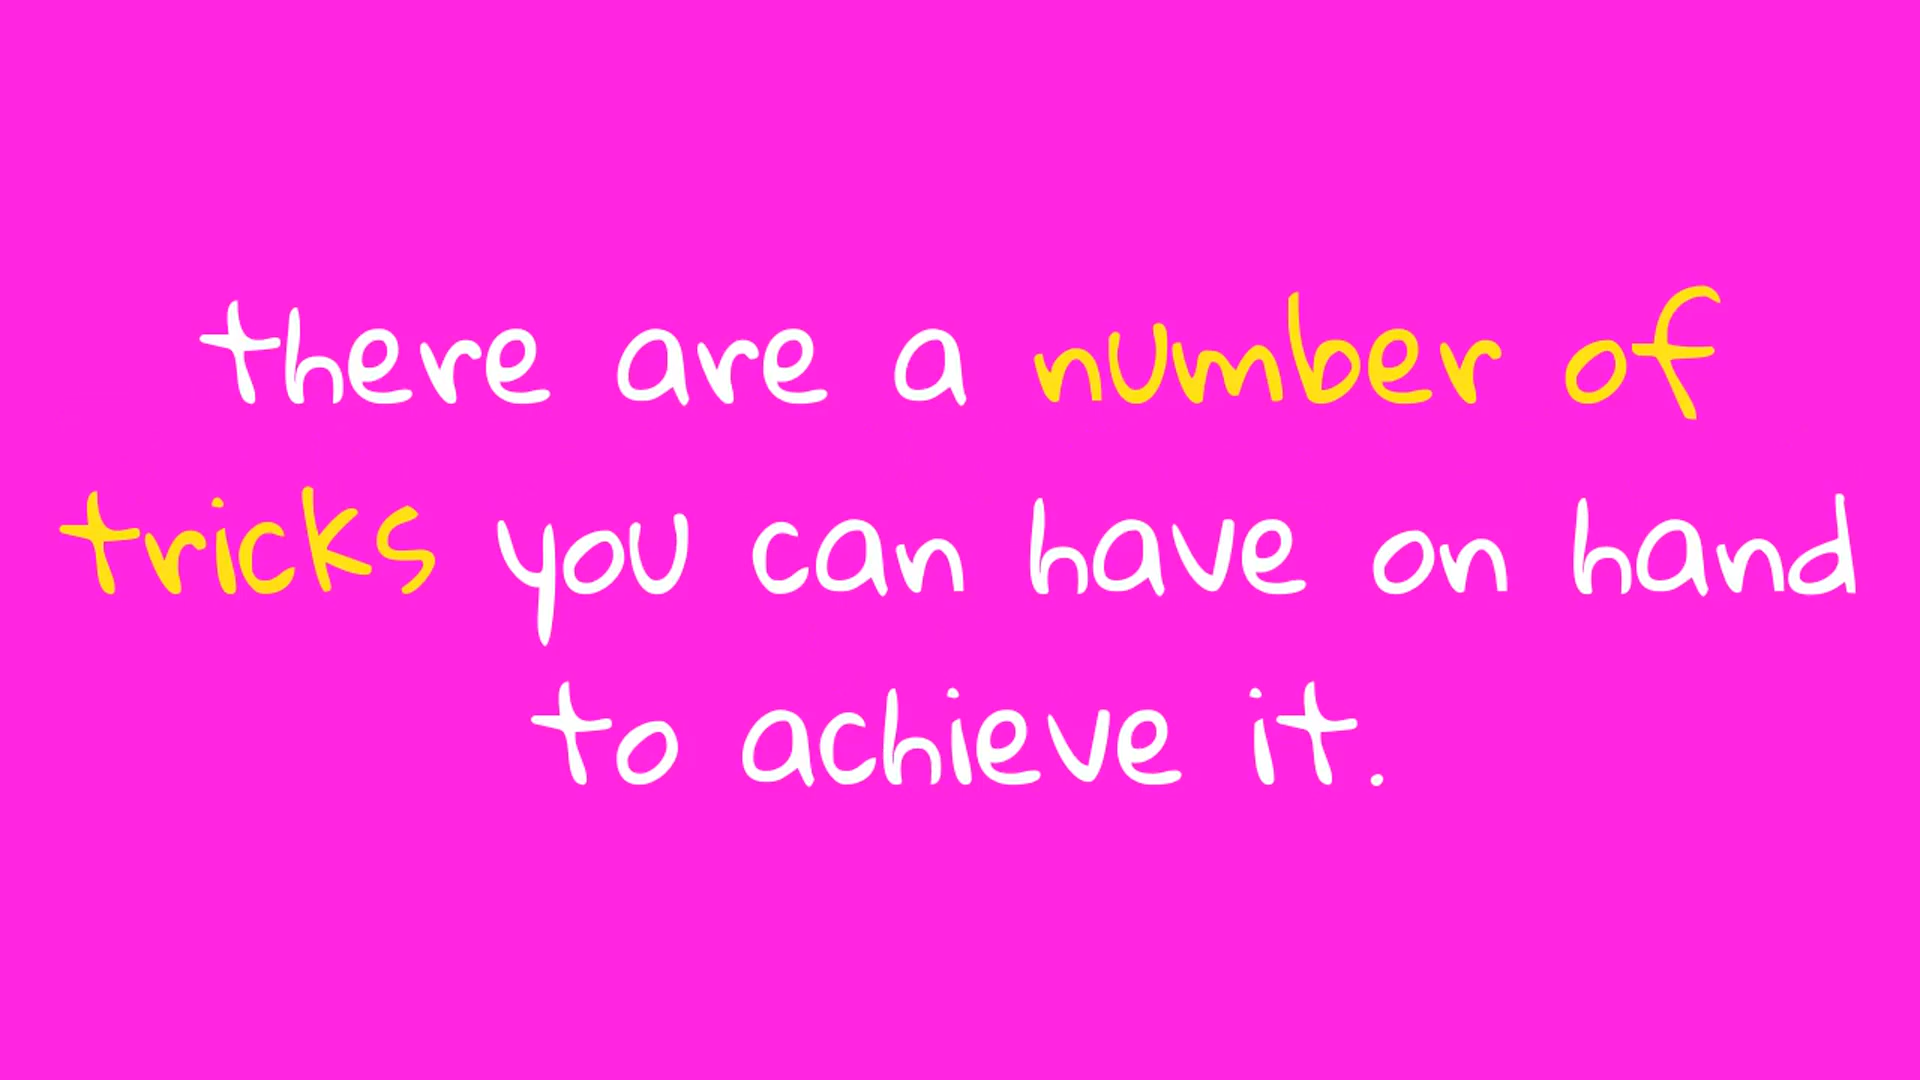 there are a number of
tricks you can have on hand
to achieve it.